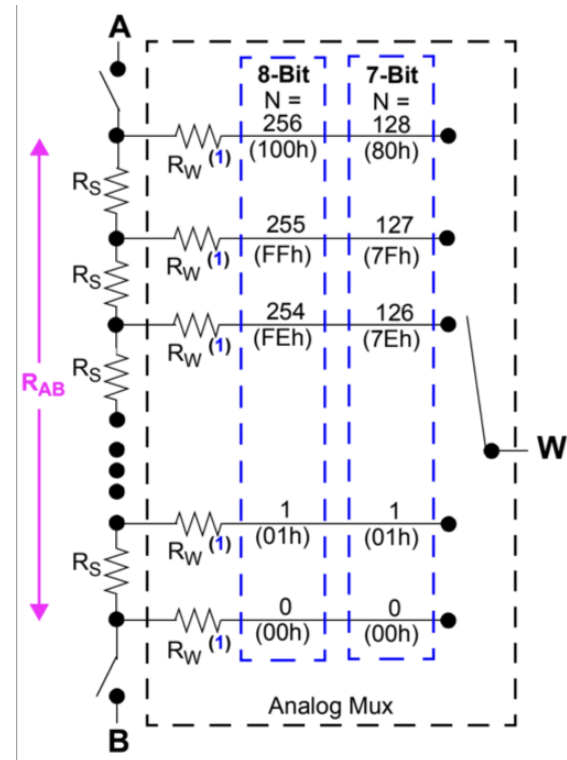 A
8-Bit
N =
7-Bit
N =
256
(100h)
128
(80h)
RW (1)
RS
255
(FFh)
127
(7Fh)
RW (1)
RS
254
(FEh)
126
(7Eh)
RW (1)
RS
RAB
W
1
(01h)
1
(01h)
RW (1)
RS
0
(00h)
0
(00h)
RW (1)
Analog Mux
B